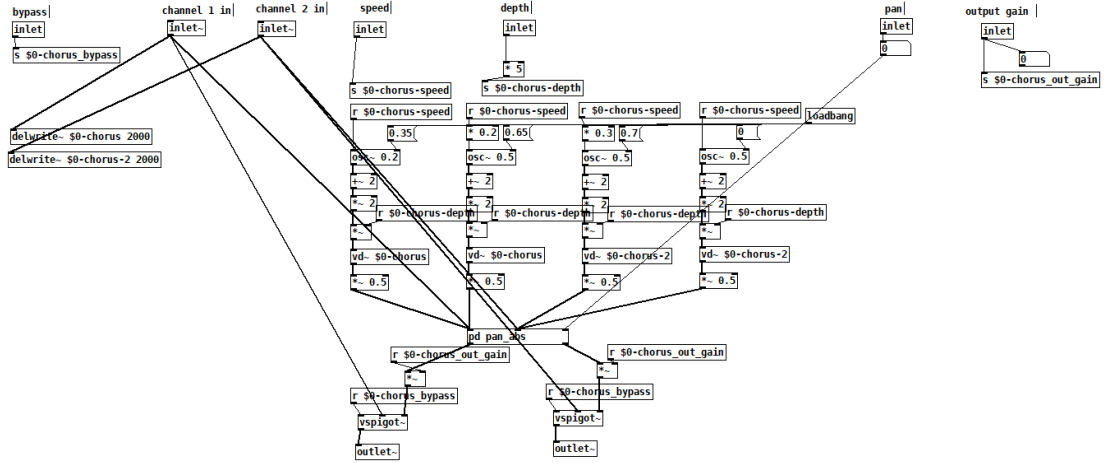 bypass
channel 1 in
channel 2 in
speed
depth
pan
output gain
inlet
inlet~
inlet~
inlet
inlet
inlet
inlet
s $0-chorus_bypass
0
0
* 5
s $0-chorus-speed
s $0-chorus-depth
s $0-chorus_out_gain
r $0-chorus-speed
r $0-chorus-speed
r $0-chorus-speed
r $0-chorus-speed
loadbang
delwrite~ $0-chorus 2000
0.35
* 0.2
0.65
* 0.3
0.7
0
delwrite~ $0-chorus-2 2000
osc~ 0.2
osc~ 0.5
osc~ 0.5
osc~ 0.5
+~ 2
+~ 2
+~ 2
+~ 2
*~ 2
*~ 2
*~ 2
*~ 2
r $0-chorus-depth
r $0-chorus-depth
r $0-chorus-depth
r $0-chorus-depth
*~
*~
*~
*~
vd~ $0-chorus
vd~ $0-chorus
vd~ $0-chorus-2
vd~ $0-chorus-2
*~ 0.5
*~ 0.5
*~ 0.5
*~ 0.5
pd pan_abs
r $0-chorus_out_gain
r $0-chorus_out_gain
*~
*~
r $0-chorus_bypass
r $0-chorus_bypass
vspigot~
vspigot~
outlet~
outlet~